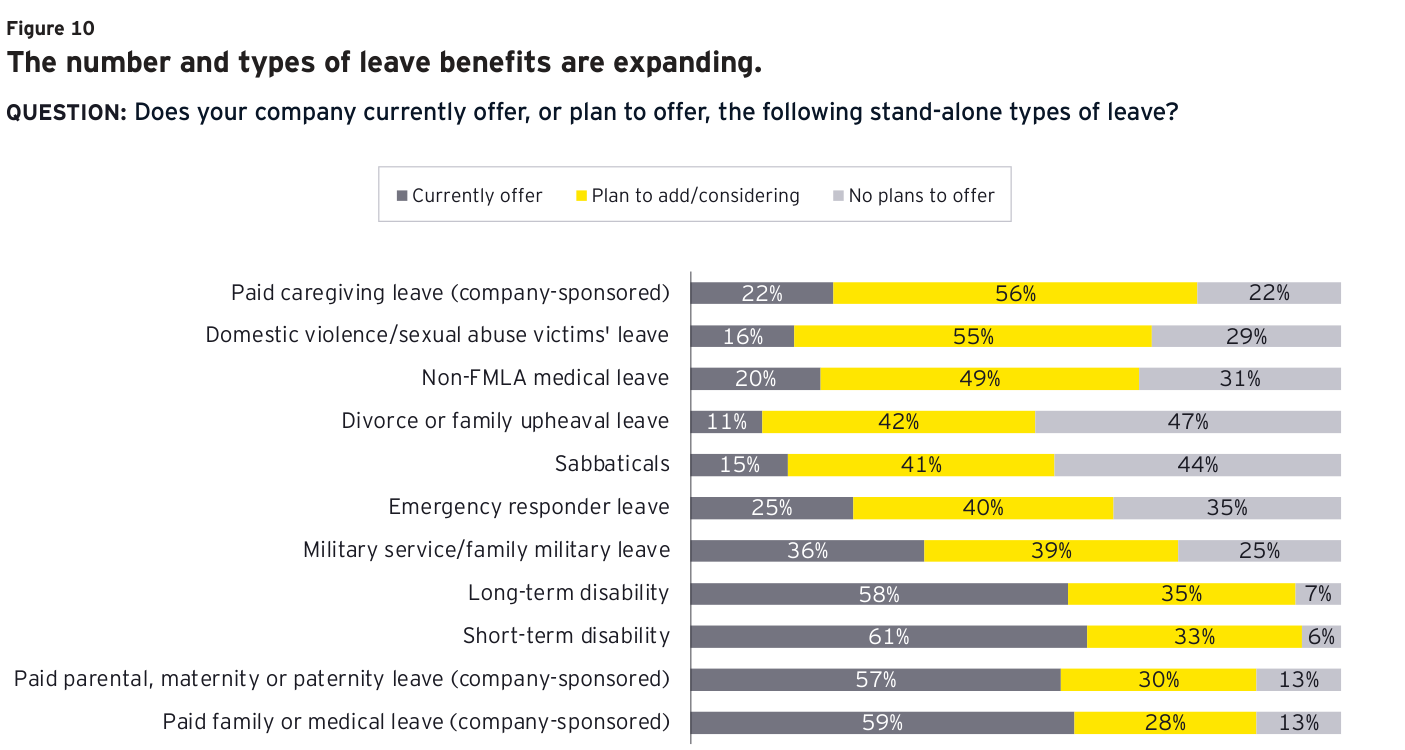 Figure 10
The number and types of leave benefits are expanding.
QUESTION: Does your company currently offer, or plan to offer, the following stand-alone types of leave?
Currently offer Plan to add/considering No plans to offer
Paid caregiving leave (company-sponsored) 22% 56% 22%
Domestic violence/sexual abuse victims' leave 16% 55% 29%
Non-FMLA medical leave 20% 49% 31%
Divorce or family upheaval leave 11% 42% 47%
Sabbaticals 15% 41% 44%
Emergency responder leave 25% 40% 35%
Military service/family military leave 36% 39% 25%
Long-term disability 58% 35% 7%
Short-term disability 61% 33% 6%
Paid parental, maternity or paternity leave (company-sponsored) 57% 30% 13%
Paid family or medical leave (company-sponsored) 59% 28% 13%